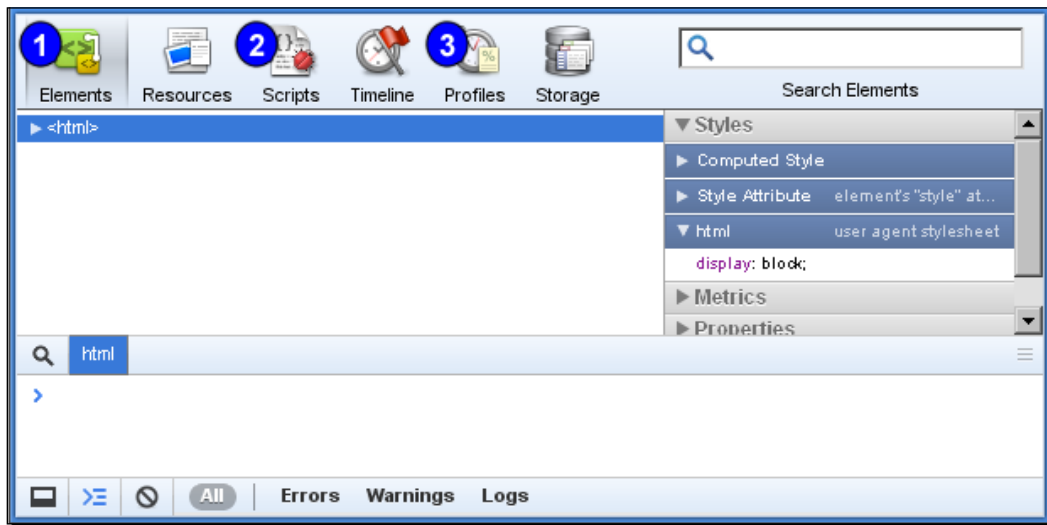 1 2 3
Elements Resources Scripts Timeline Profiles Storage Search Elements
<html>
Styles
Computed Style
Style Attribute element's "style" at...
html user agent stylesheet
display: block;
Metrics
Properties
html
All Errors Warnings Logs